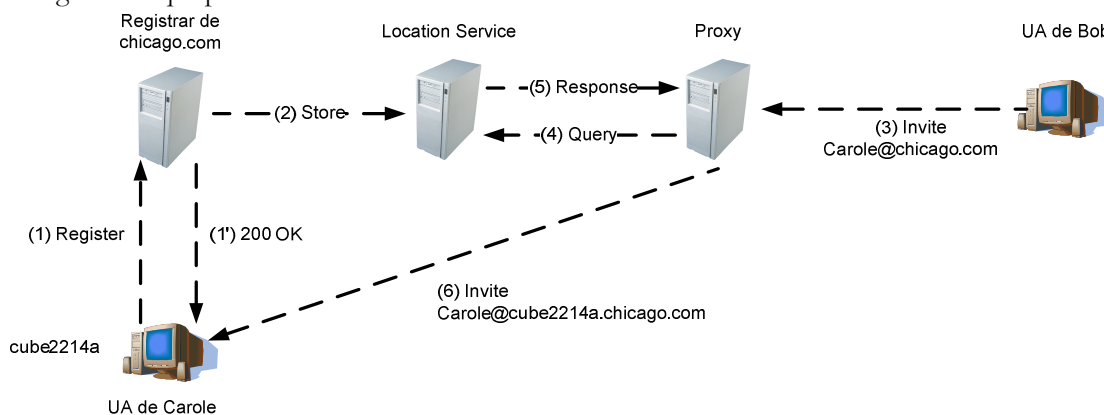 Registrar de
chicago.com
Location Service
Proxy
UA de Bob
(5) Response
(2) Store
(4) Query
(3) Invite
Carole@chicago.com
(1) Register
(1') 200 OK
(6) Invite
Carole@cube2214a.chicago.com
cube2214a
UA de Carole